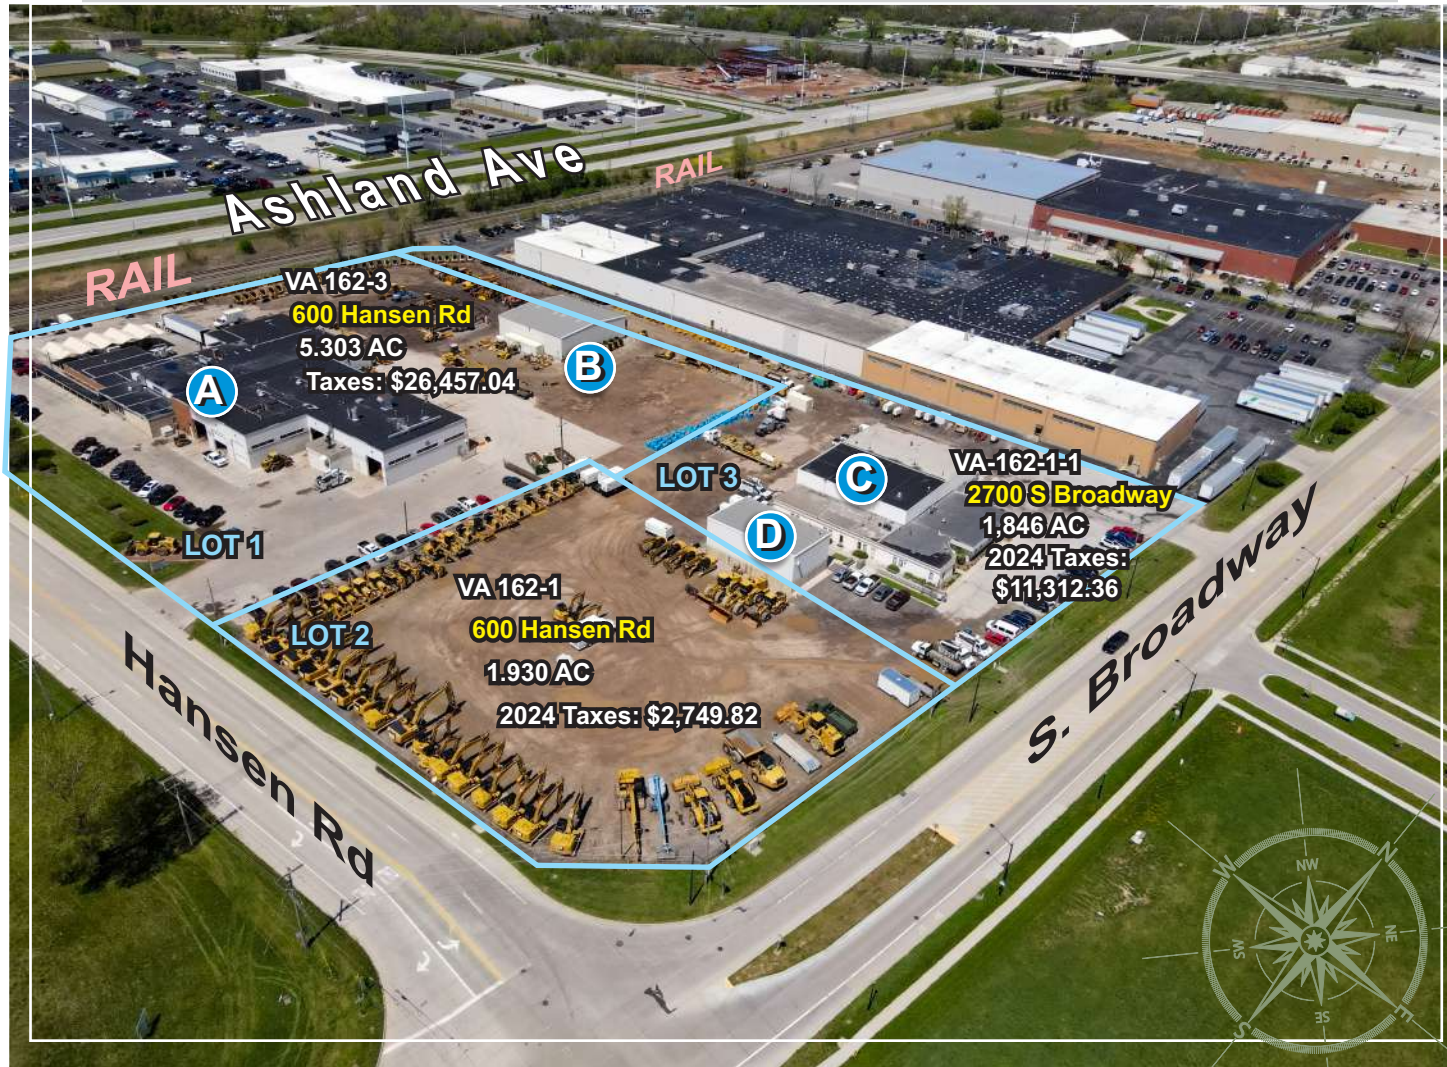 Ashland Ave
RAIL
RAIL
VA 162-3
600 Hansen Rd
5.303 AC
Taxes: $26,457.04
A
B
LOT 1
LOT 3
C
D
VA-162-1-1
2700 S Broadway
1,846 AC
2024 Taxes:
$11,312.36
LOT 2
VA 162-1
600 Hansen Rd
1.930 AC
2024 Taxes: $2,749.82
Hansen Rd
S. Broadway
N
NE
E
SE
S
SW
W
NW